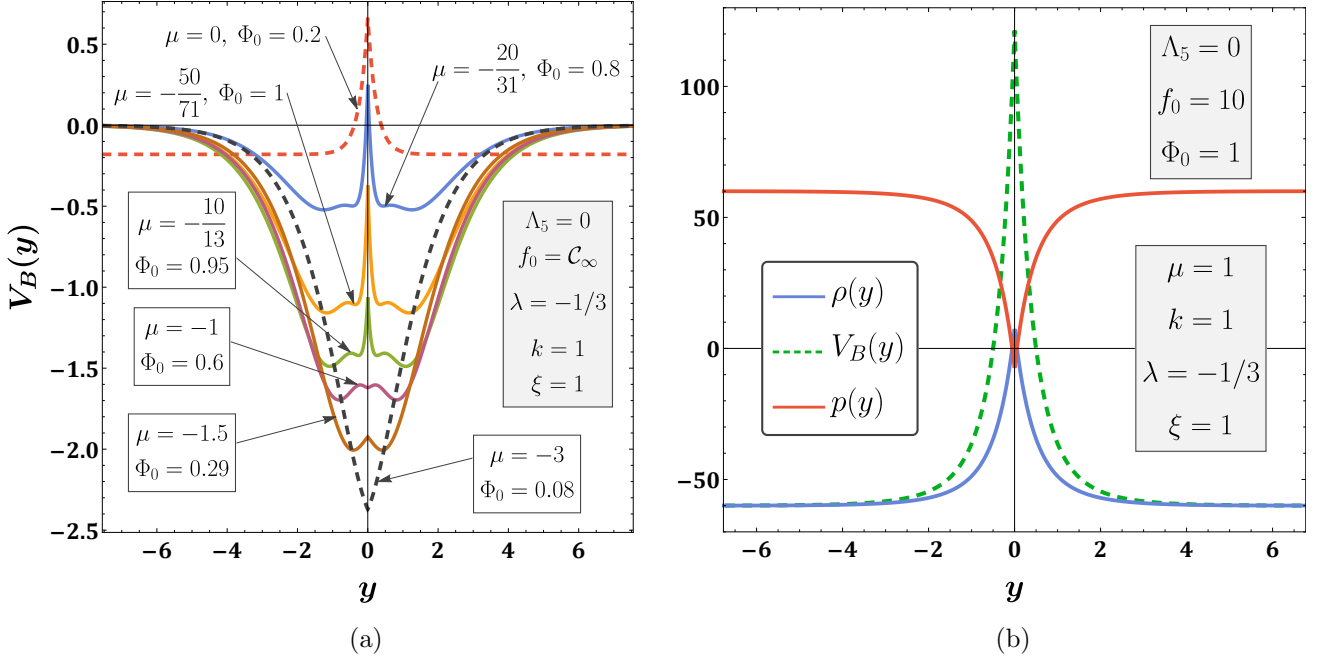 0.5
0.0
-0.5
-1.0
-1.5
-2.0
-2.5
V_B(y)
μ = 0, Φ₀ = 0.2
μ = -50/71, Φ₀ = 1
μ = -20/31, Φ₀ = 0.8
μ = -10/13
Φ₀ = 0.95
μ = -1
Φ₀ = 0.6
μ = -1.5
Φ₀ = 0.29
Λ₅ = 0
f₀ = 𝒞_∞
λ = -1/3
k = 1
ξ = 1
μ = -3
Φ₀ = 0.08
-6 -4 -2 0 2 4 6
y
(a)
100
50
0
-50
Λ₅ = 0
f₀ = 10
Φ₀ = 1
ρ(y)
V_B(y)
p(y)
μ = 1
k = 1
λ = -1/3
ξ = 1
-6 -4 -2 0 2 4 6
y
(b)